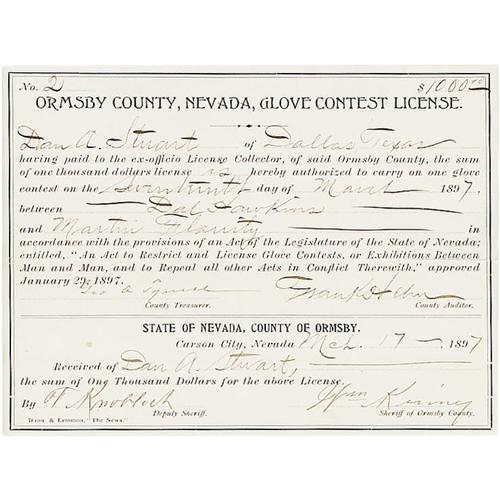 No. 2 $1000.00
ORMSBY COUNTY, NEVADA, GLOVE CONTEST LICENSE.
Dan A. Stuart of Dallas Texas
having paid to the ex-officio License Collector, of said Ormsby County, the sum
of one thousand dollars license is hereby authorized to carry on one glove
contest on the day of March 1897.
between Dal Hawkins
and Martin Flaherty in
accordance with the provisions of an Act of the Legislature of the State of Nevada;
entitled, "An Act to Restrict and License Glove Contests, or Exhibitions Between
Man and Man, and to Repeal all other Acts in Conflict Therewith," approved
January 29, 1897.
County Treasurer. County Auditor.
STATE OF NEVADA, COUNTY OF ORMSBY.
Carson City, Nevada Mch. 17 1897
Received of Dan A. Stuart,
the sum of One Thousand Dollars for the above License.
By Knoblock Wm Kinney
Deputy Sheriff. Sheriff of Ormsby County.
"The News."